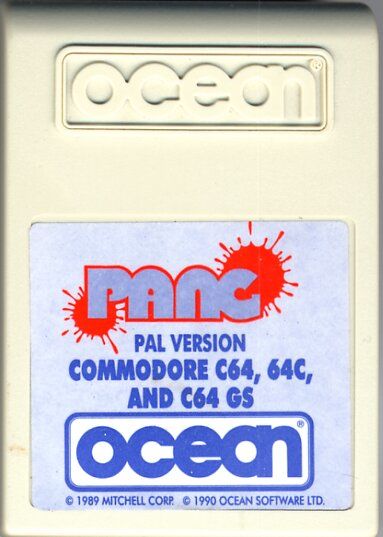 ocean®
PANG
PAL VERSION
COMMODORE C64, 64C,
AND C64 GS
ocean®
© 1989 MITCHELL CORP. © 1990 OCEAN SOFTWARE LTD.